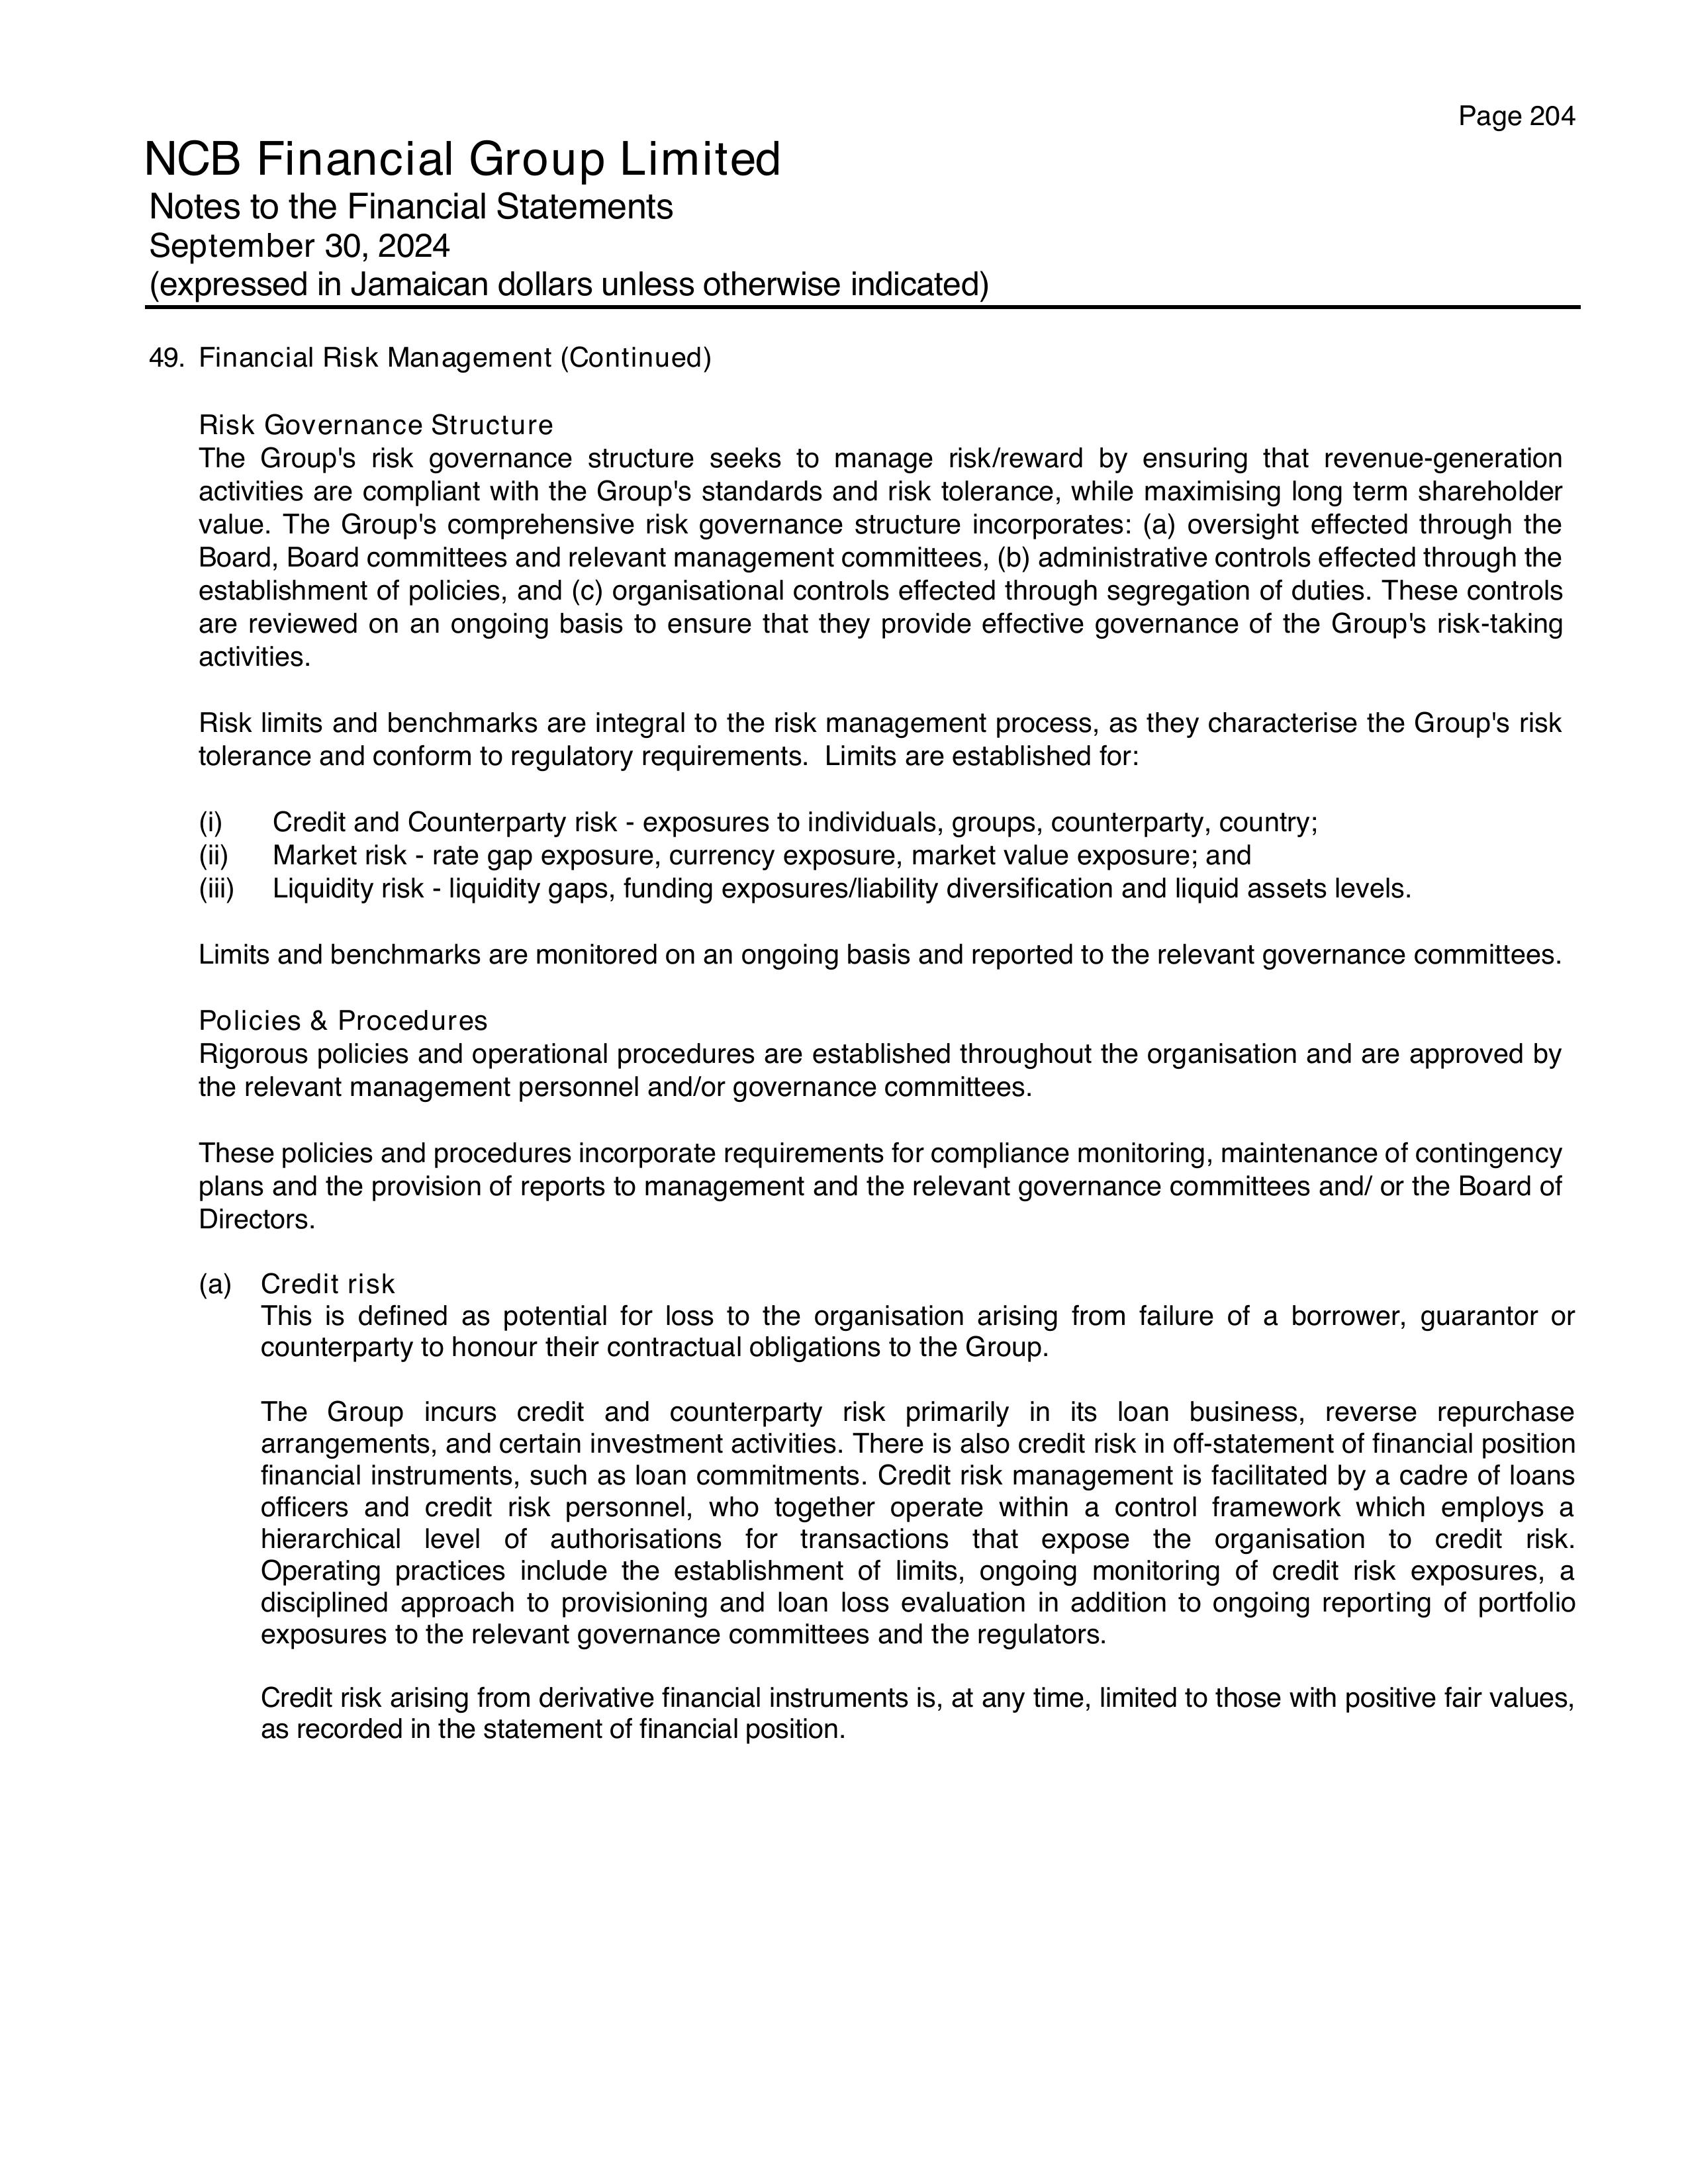 Page 204
NCB Financial Group Limited
Notes to the Financial Statements
September 30, 2024
(expressed in Jamaican dollars unless otherwise indicated)
49. Financial Risk Management (Continued)
Risk Governance Structure
The Group's risk governance structure seeks to manage risk/reward by ensuring that revenue-generation
activities are compliant with the Group's standards and risk tolerance, while maximising long term shareholder
value. The Group's comprehensive risk governance structure incorporates: (a) oversight effected through the
Board, Board committees and relevant management committees, (b) administrative controls effected through the
establishment of policies, and (c) organisational controls effected through segregation of duties. These controls
are reviewed on an ongoing basis to ensure that they provide effective governance of the Group's risk-taking
activities.
Risk limits and benchmarks are integral to the risk management process, as they characterise the Group's risk
tolerance and conform to regulatory requirements. Limits are established for:
(i) Credit and Counterparty risk - exposures to individuals, groups, counterparty, country;
(ii) Market risk - rate gap exposure, currency exposure, market value exposure; and
(iii) Liquidity risk - liquidity gaps, funding exposures/liability diversification and liquid assets levels.
Limits and benchmarks are monitored on an ongoing basis and reported to the relevant governance committees.
Policies & Procedures
Rigorous policies and operational procedures are established throughout the organisation and are approved by
the relevant management personnel and/or governance committees.
These policies and procedures incorporate requirements for compliance monitoring, maintenance of contingency
plans and the provision of reports to management and the relevant governance committees and/ or the Board of
Directors.
(a) Credit risk
This is defined as potential for loss to the organisation arising from failure of a borrower, guarantor or
counterparty to honour their contractual obligations to the Group.
The Group incurs credit and counterparty risk primarily in its loan business, reverse repurchase
arrangements, and certain investment activities. There is also credit risk in off-statement of financial position
financial instruments, such as loan commitments. Credit risk management is facilitated by a cadre of loans
officers and credit risk personnel, who together operate within a control framework which employs a
hierarchical level of authorisations for transactions that expose the organisation to credit risk.
Operating practices include the establishment of limits, ongoing monitoring of credit risk exposures, a
disciplined approach to provisioning and loan loss evaluation in addition to ongoing reporting of portfolio
exposures to the relevant governance committees and the regulators.
Credit risk arising from derivative financial instruments is, at any time, limited to those with positive fair values,
as recorded in the statement of financial position.